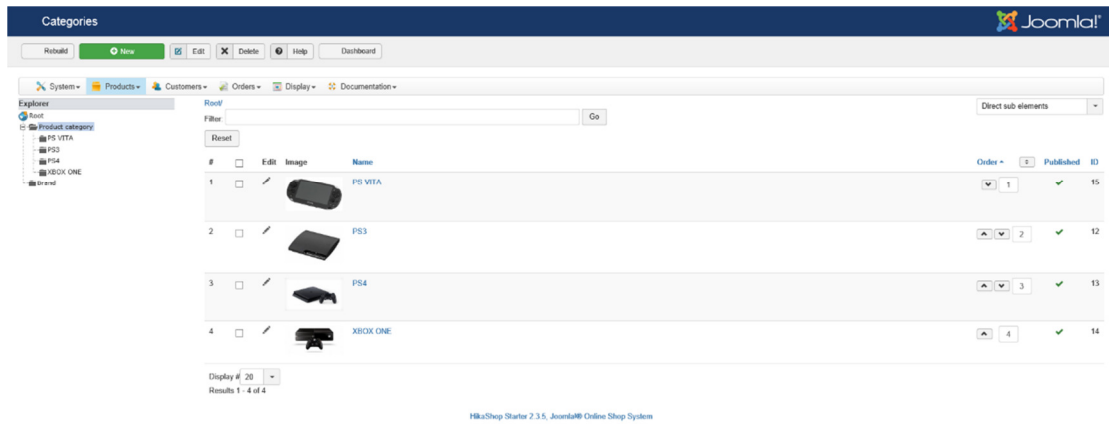 Categories
Joomla!®
Rebuild New Edit Delete Help Dashboard
System Products Customers Orders Display Documentation
Explorer
Root
Product category
PS VITA
PS3
PS4
XBOX ONE
Brand
Root/
Direct sub elements
Filter: Go
Reset
# Edit Image Name Order Published ID
1 PS VITA 1 15
2 PS3 2 12
3 PS4 3 13
4 XBOX ONE 4 14
Display # 20
Results 1 - 4 of 4
HikaShop Starter 2.3.5, Joomla!® Online Shop System